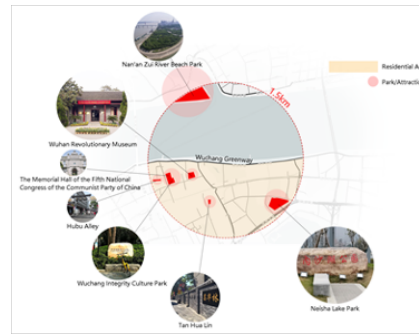 Nan'an Zui River Beach Park
1.5km
Residential A
Park/Attractio
Wuhan Revolutionary Museum
Wuchang Greenway
The Memorial Hall of the Fifth National
Congress of the Communist Party of China
Hubu Alley
Wuchang Integrity Culture Park
Tan Hua Lin
Neisha Lake Park